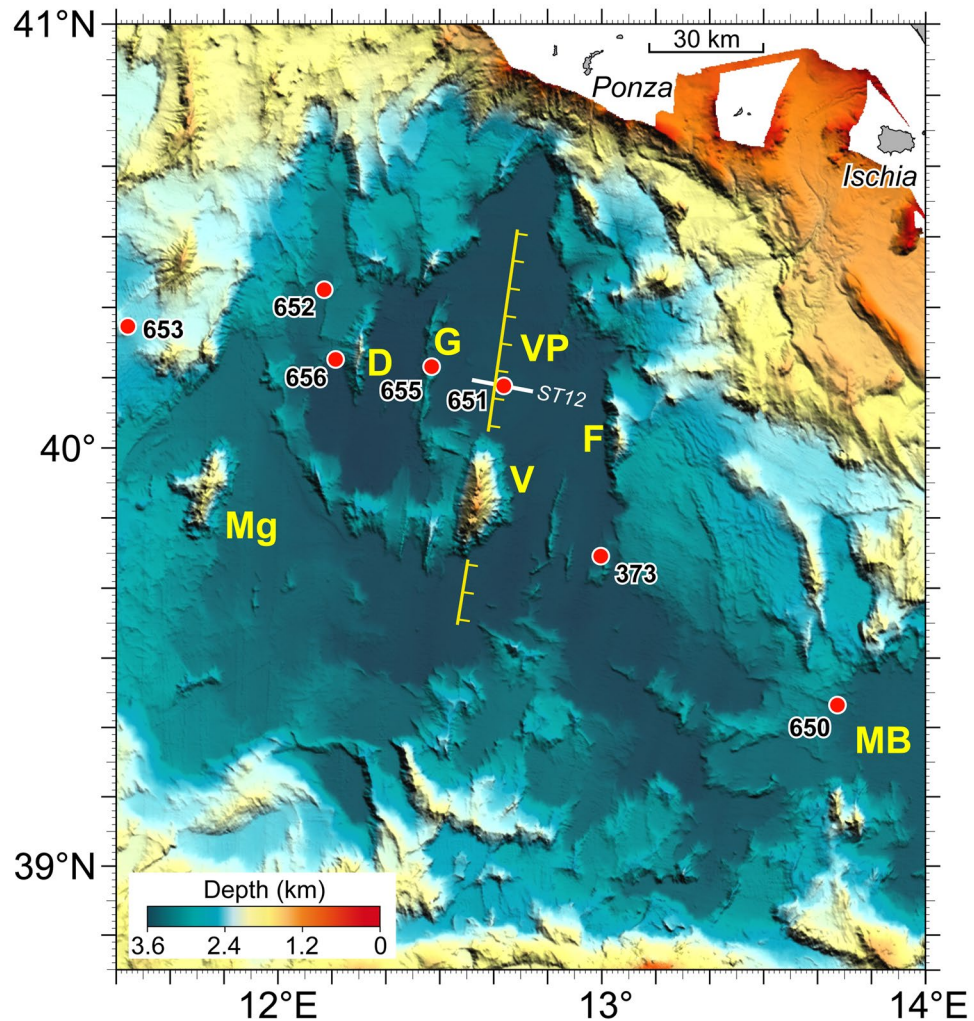 41°N
30 km
Ponza
Ischia
652
653
G
VP
656
D
655
651
ST12
40°
F
V
Mg
373
650
MB
39°N
Depth (km)
3.6 2.4 1.2 0
12°E 13° 14°E